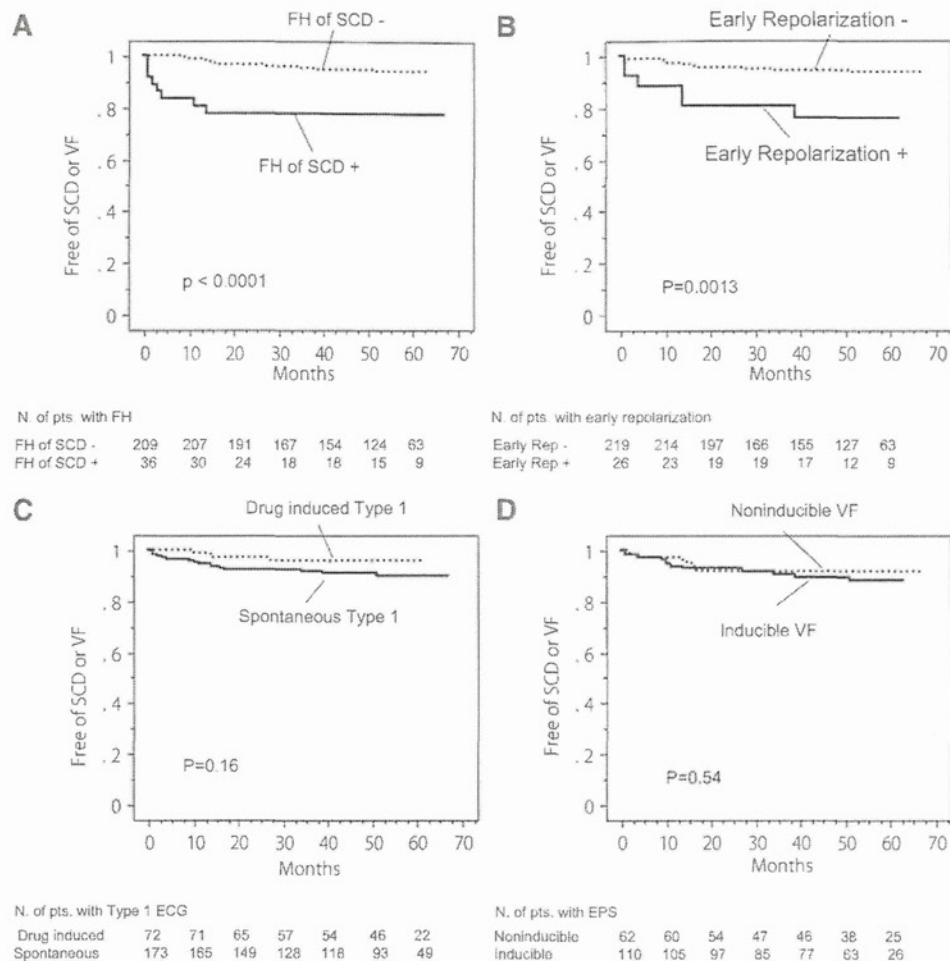 A
FH of SCD -
1
.8
.6
.4
.2
0
Free of SCD or VF
FH of SCD +
p < 0.0001
0 10 20 30 40 50 60 70
Months
N. of pts. with FH
FH of SCD - 209 207 191 167 154 124 63
FH of SCD + 36 30 24 18 18 15 9
B
Early Repolarization -
1
.8
.6
.4
.2
0
Free of SCD or VF
Early Repolarization +
P=0.0013
0 10 20 30 40 50 60 70
Months
N. of pts. with early repolarization
Early Rep - 219 214 197 166 155 127 63
Early Rep + 26 23 19 19 17 12 9
C
Drug induced Type 1
1
.8
.6
.4
.2
0
Free of SCD or VF
Spontaneous Type 1
P=0.16
0 10 20 30 40 50 60 70
Months
N. of pts. with Type 1 ECG
Drug induced 72 71 65 57 54 46 22
Spontaneous 173 165 149 128 118 93 49
D
Noninducible VF
1
.8
.6
.4
.2
0
Free of SCD or VF
Inducible VF
P=0.54
0 10 20 30 40 50 60 70
Months
N. of pts. with EPS
Noninducible 62 60 54 47 46 38 25
Inducible 110 105 97 85 77 63 26